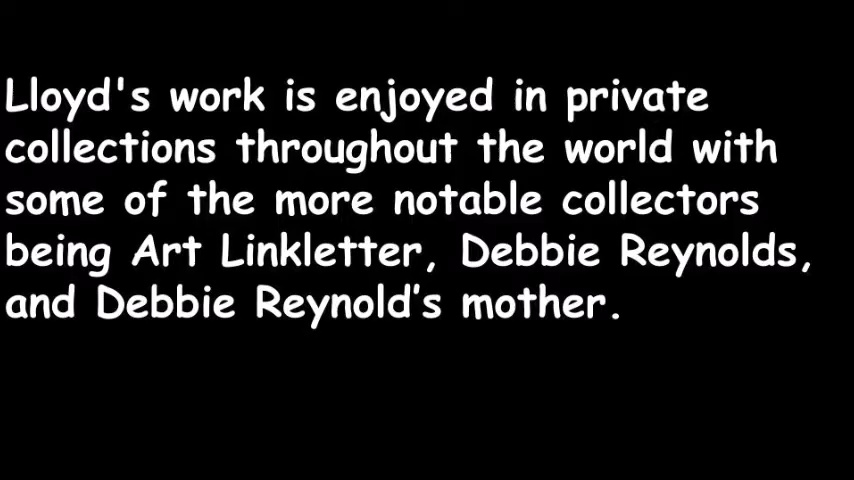 Lloyd's work is enjoyed in private
collections throughout the world with
some of the more notable collectors
being Art Linkletter, Debbie Reynolds,
and Debbie Reynold’s mother.